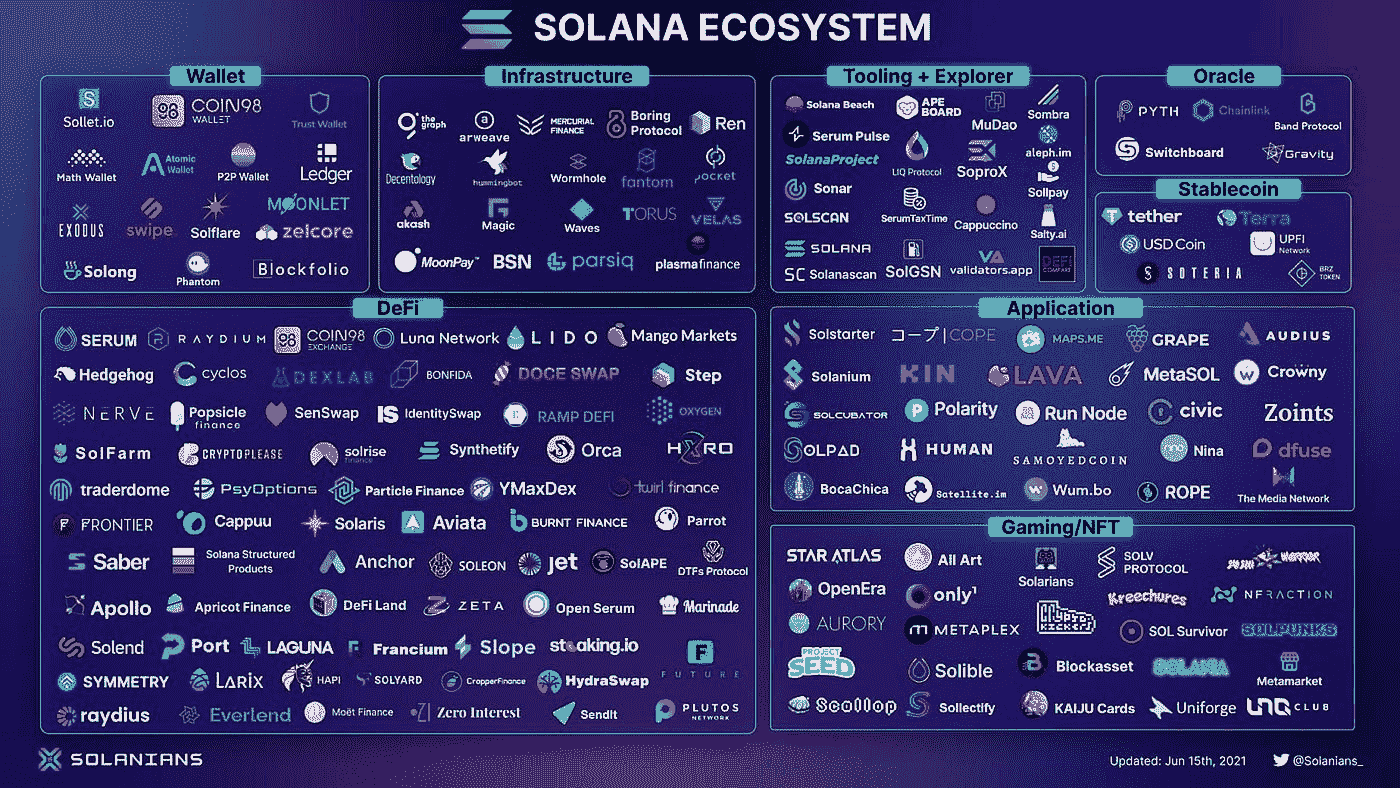 SOLANA ECOSYSTEM
Wallet
Sollet.io
COIN98
WALLET
Trust Wallet
Math Wallet
Atomic
Wallet
P2P Wallet
Ledger
EXODUS
swipe
Solflare
MOONLET
zelcore
Solong
Phantom
Blockfolio
Infrastructure
the
graph
arweave
MERCURIAL
FINANCE
Boring
Protocol
Ren
Decentology
hummingbot
Wormhole
fantom
pocket
akash
Magic
Waves
TORUS
VELAS
MoonPay™
BSN
parsiq
plasmafinance
Tooling + Explorer
Solana Beach
APE
BOARD
MuDao
Sombra
Serum Pulse
SolanaProject
LIQ Protocol
SoproX
aleph.im
Sonar
SerumTaxTime
Cappuccino
Sollpay
SOLSCAN
Salty.ai
SOLANA
SC Solanascan
SolGSN
VA
validators.app
DEFI
COMPARE
Oracle
PYTH
Chainlink
Band Protocol
Switchboard
Gravity
Stablecoin
tether
Terra
USD Coin
UPFI
Network
SOTERIA
BRZ
TOKEN
DeFi
SERUM
RAYDIUM
COIN98
EXCHANGE
Luna Network
LIDO
Mango Markets
Hedgehog
cyclos
DEXLAB
BONFIDA
DOCE SWAP
Step
NERVE
Popsicle
finance
SenSwap
IS IdentitySwap
RAMP DEFI
OXYGEN
SolFarm
CRYPTOPLEASE
solrise
finance
Synthetify
Orca
HXRO
traderdome
PsyOptions
Particle Finance
YMaxDex
twirl finance
FRONTIER
Cappuu
Solaris
Aviata
BURNT FINANCE
Parrot
Saber
Solana Structured
Products
Anchor
SOLEON
jet
SolAPE
DTFs Protocol
Apollo
Apricot Finance
DeFi Land
ZETA
Open Serum
Marinade
Solend
Port
LAGUNA
Francium
Slope
staking.io
FUTURE
SYMMETRY
LARIX
HAPI
SOLYARD
CropperFinance
HydraSwap
raydius
Everlend
Moët Finance
Zero Interest
SendIt
PLUTOS
NETWORK
Application
Solstarter
コープ|COPE
MAPS.ME
GRAPE
AUDIUS
Solanium
KIN
LAVA
MetaSOL
Crowny
SOLCUBATOR
Polarity
Run Node
civic
Zoints
SOLPAD
HUMAN
SAMOYEDCOIN
Nina
dfuse
BocaChica
Satellite.im
Wum.bo
ROPE
The Media Network
Gaming/NFT
STAR ATLAS
All Art
Solarians
SOLV
PROTOCOL
OpenEra
only1
Kreechures
NFRACTION
AURORY
METAPLEX
SOL Survivor
SOLPUNKS
PROJECT
SEED
Solible
Blockasset
SOLANIA
Metamarket
Scallop
Sollectify
KAIJU Cards
Uniforge
UNQ CLUB
SOLANIANS
Updated: Jun 15th, 2021
@Solanians_